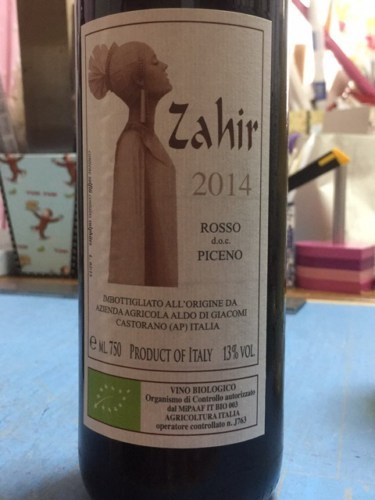 Zahir
2014
ROSSO
d.o.c.
PICENO
IMBOTTIGLIATO ALL'ORIGINE DA
AZIENDA AGRICOLA ALDO DI GIACOMI
CASTORANO (AP) ITALIA
e ML 750 PRODUCT OF ITALY 13% VOL
VINO BIOLOGICO
Organismo di Controllo autorizzato
dal MiPAAF IT BIO 003
AGRICOLTURA ITALIA
operatore controllato n. J763